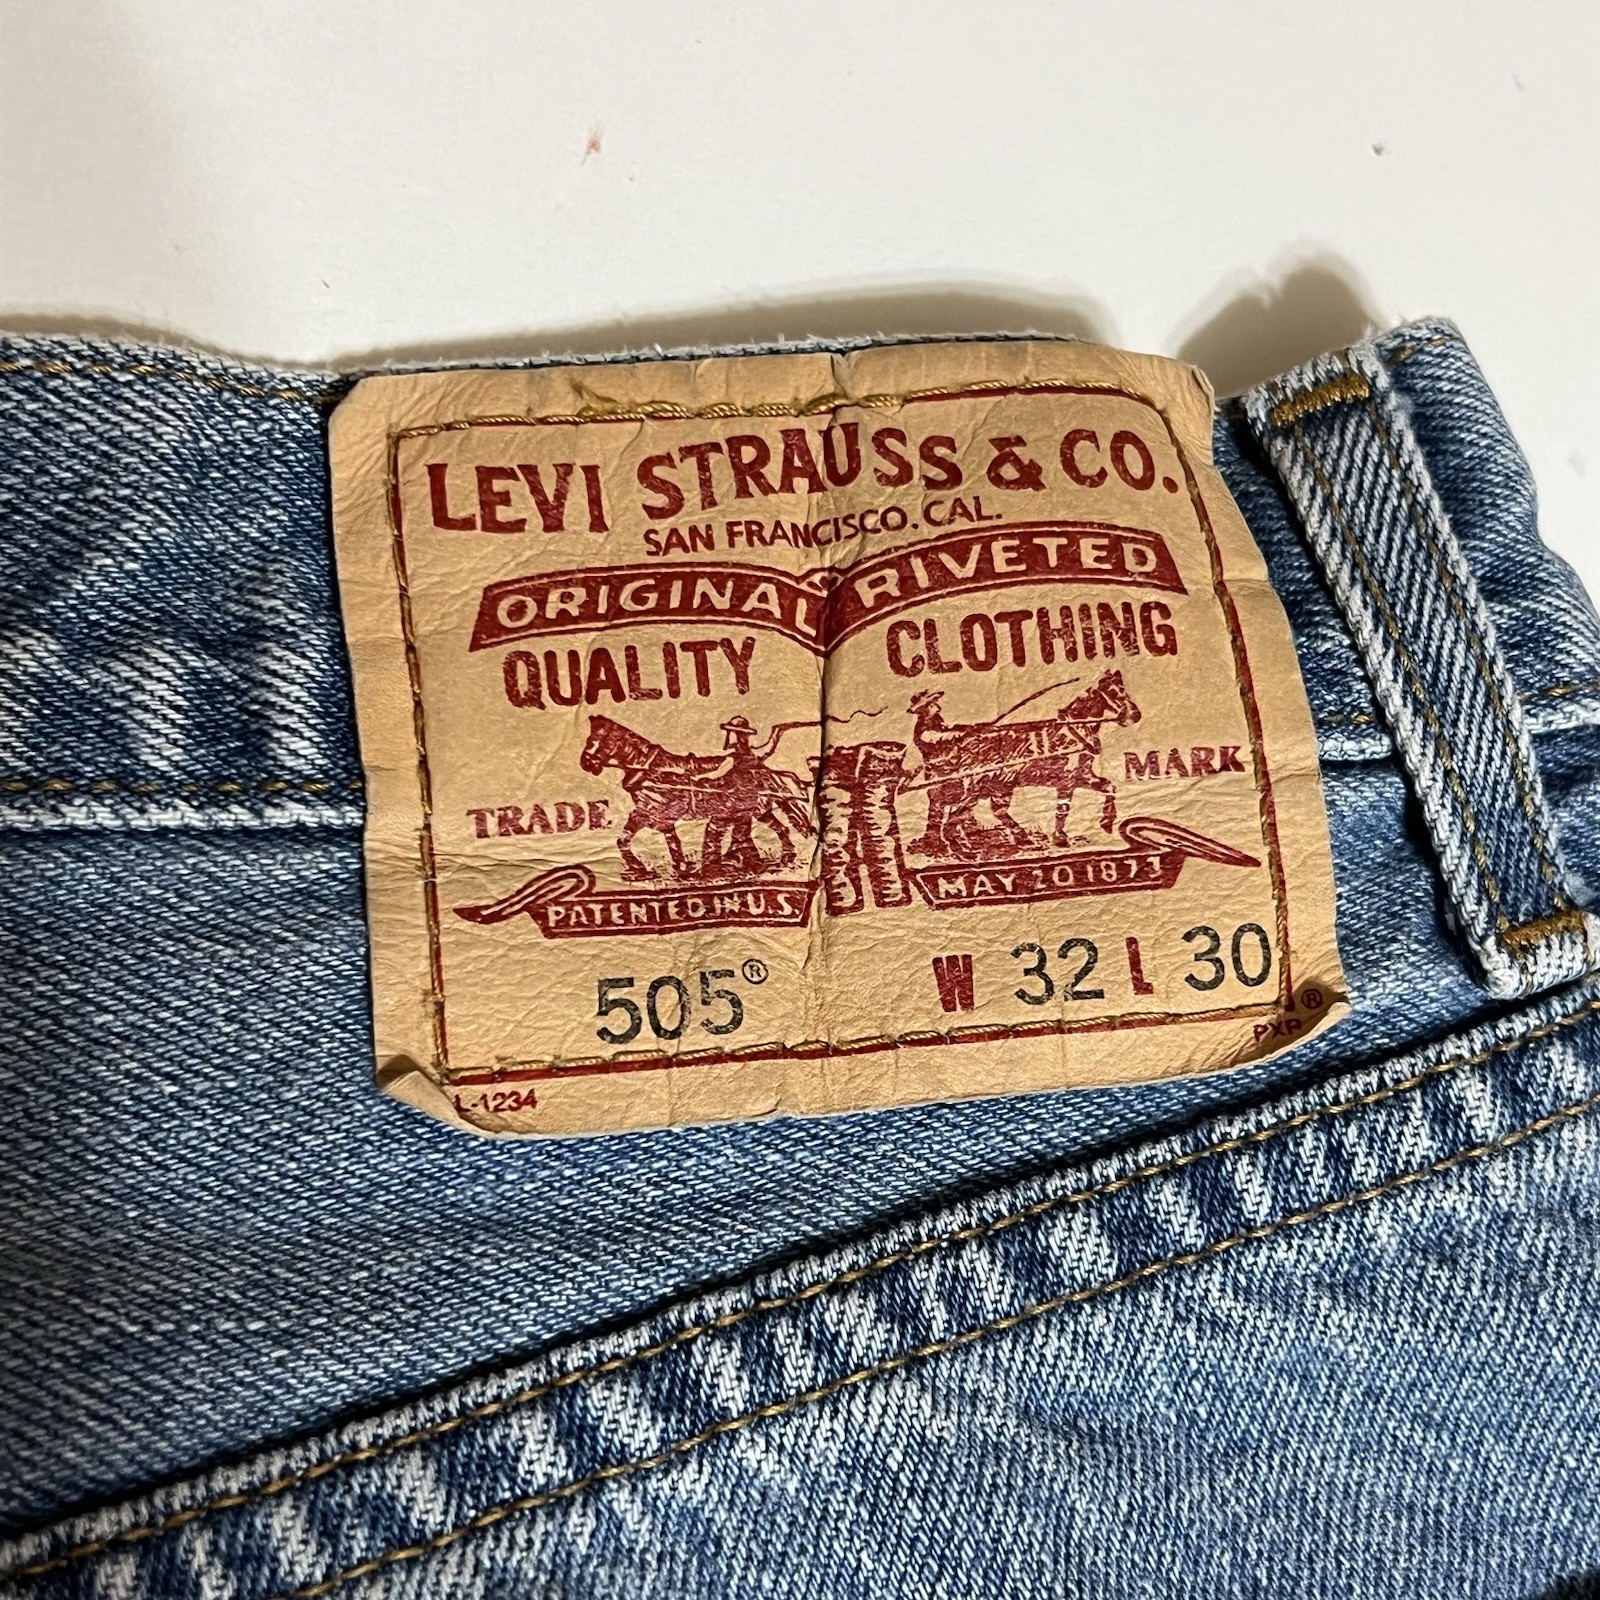 LEVI STRAUSS & CO.
SAN FRANCISCO. CAL.
ORIGINAL RIVETED
QUALITY CLOTHING
TRADE MARK
PATENTED IN U.S. MAY 20 1873
505® W 32 L 30
®
L-1234 PXR